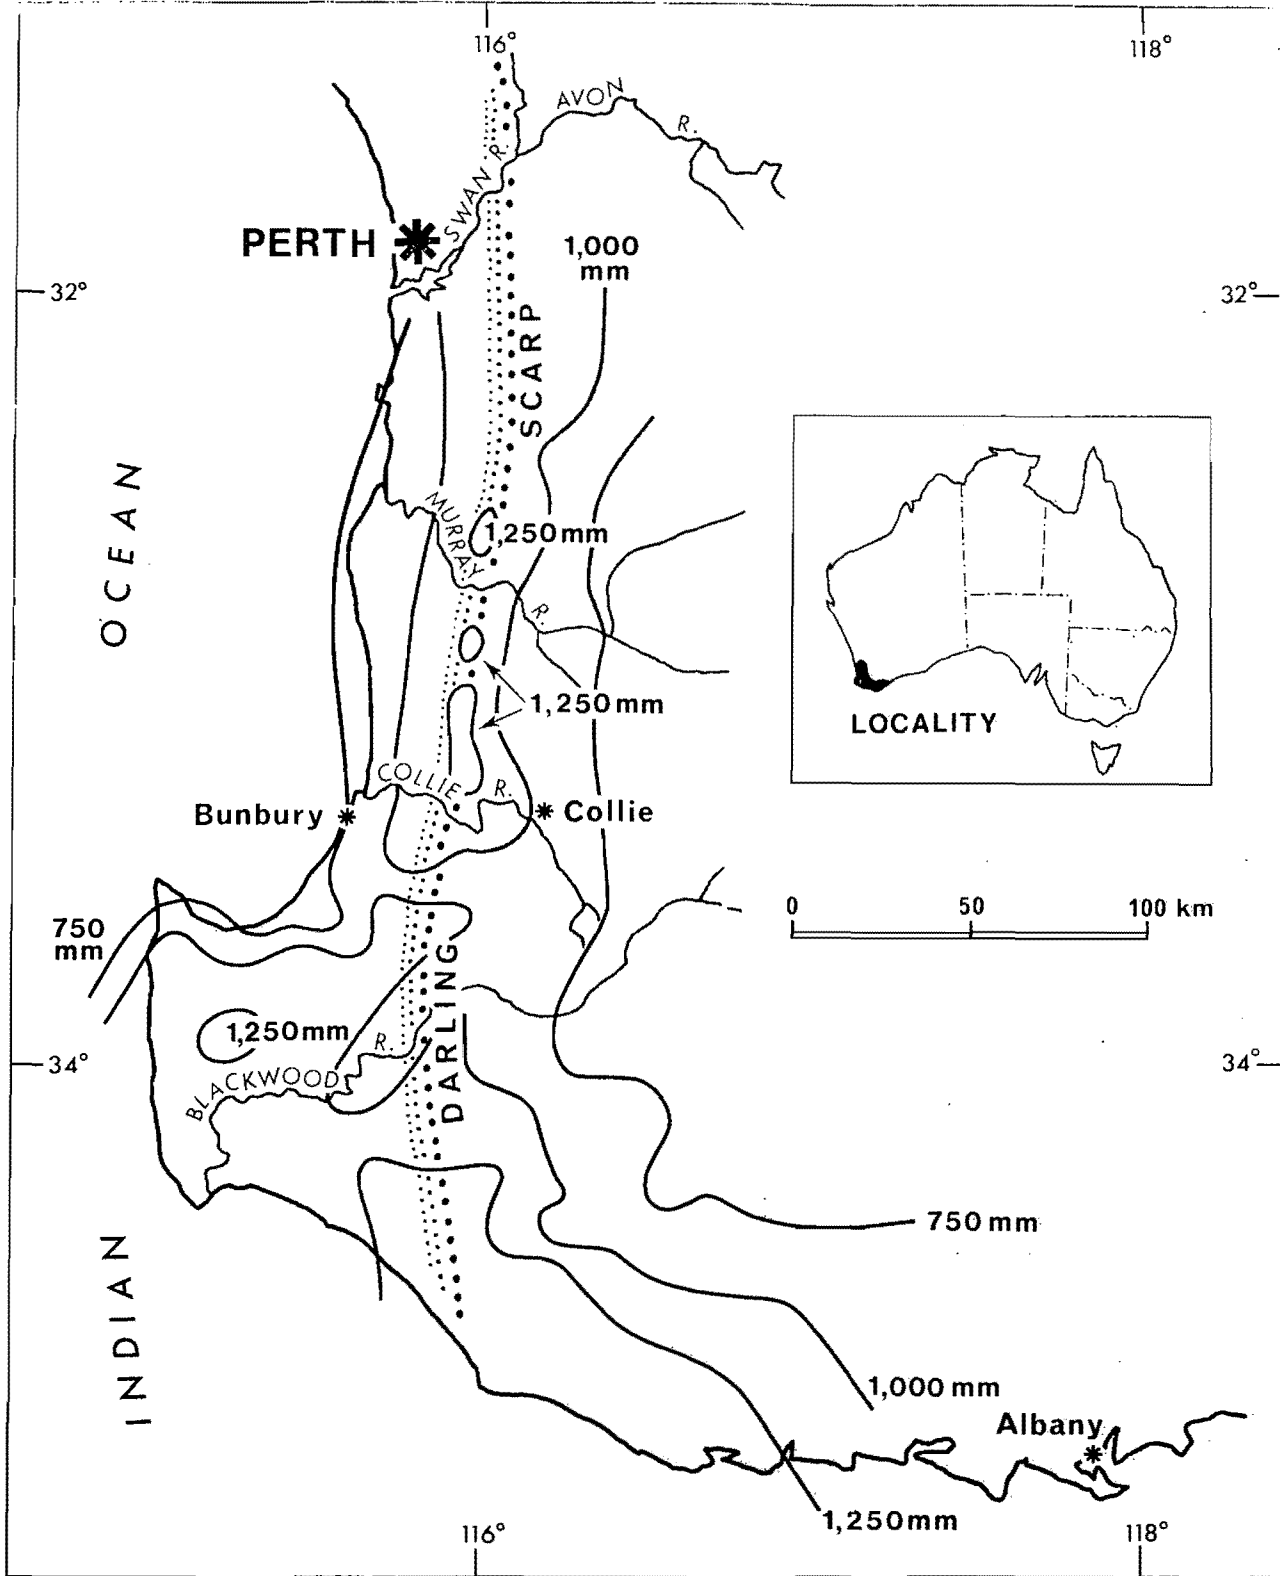 116°
118°
AVON
R.
SWAN R.
PERTH
1,000
mm
32°
32°
SCARP
OCEAN
MURRAY
R.
1,250mm
1,250mm
LOCALITY
COLLIE
R.
Bunbury
Collie
0 50 100 km
750
mm
DARLING
1,250mm
BLACKWOOD
R.
34°
34°
750 mm
INDIAN
1,000 mm
Albany
1,250mm
116°
118°